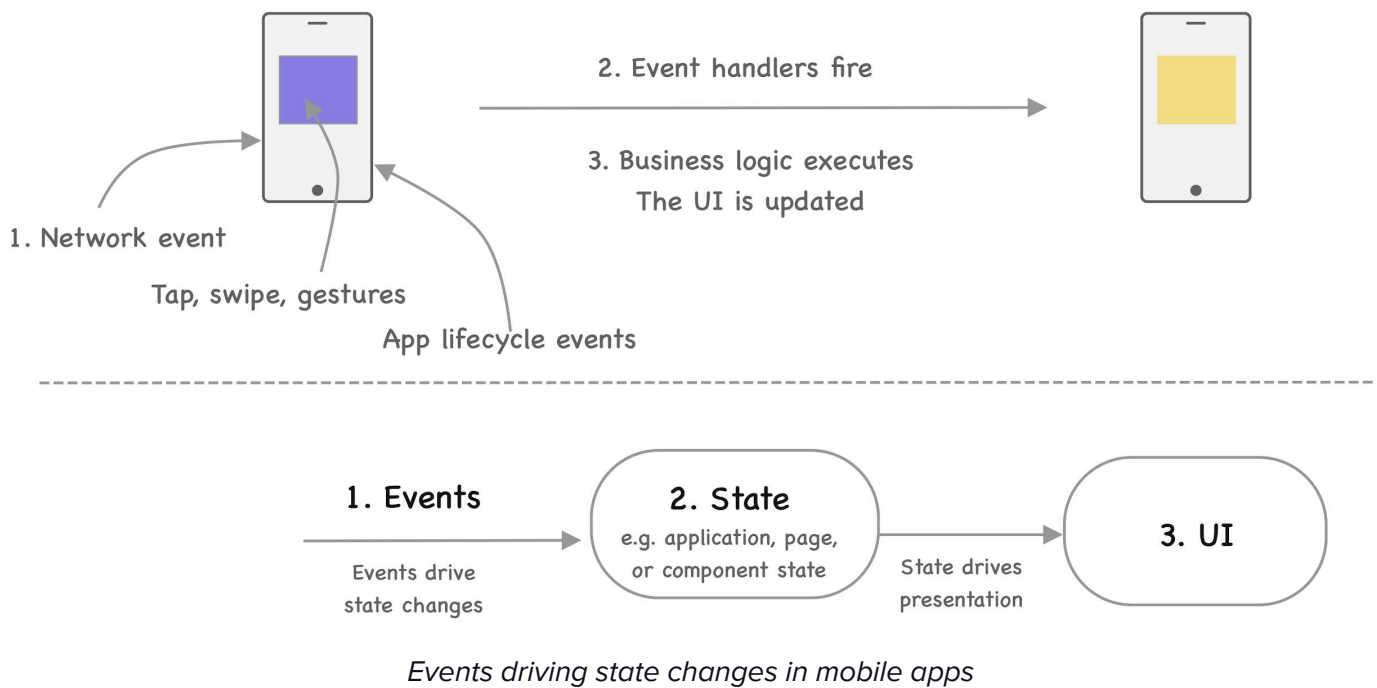 2. Event handlers fire
3. Business logic executes
The UI is updated
1. Network event
Tap, swipe, gestures
App lifecycle events
1. Events
Events drive
state changes
2. State
e.g. application, page,
or component state
State drives
presentation
3. UI
Events driving state changes in mobile apps